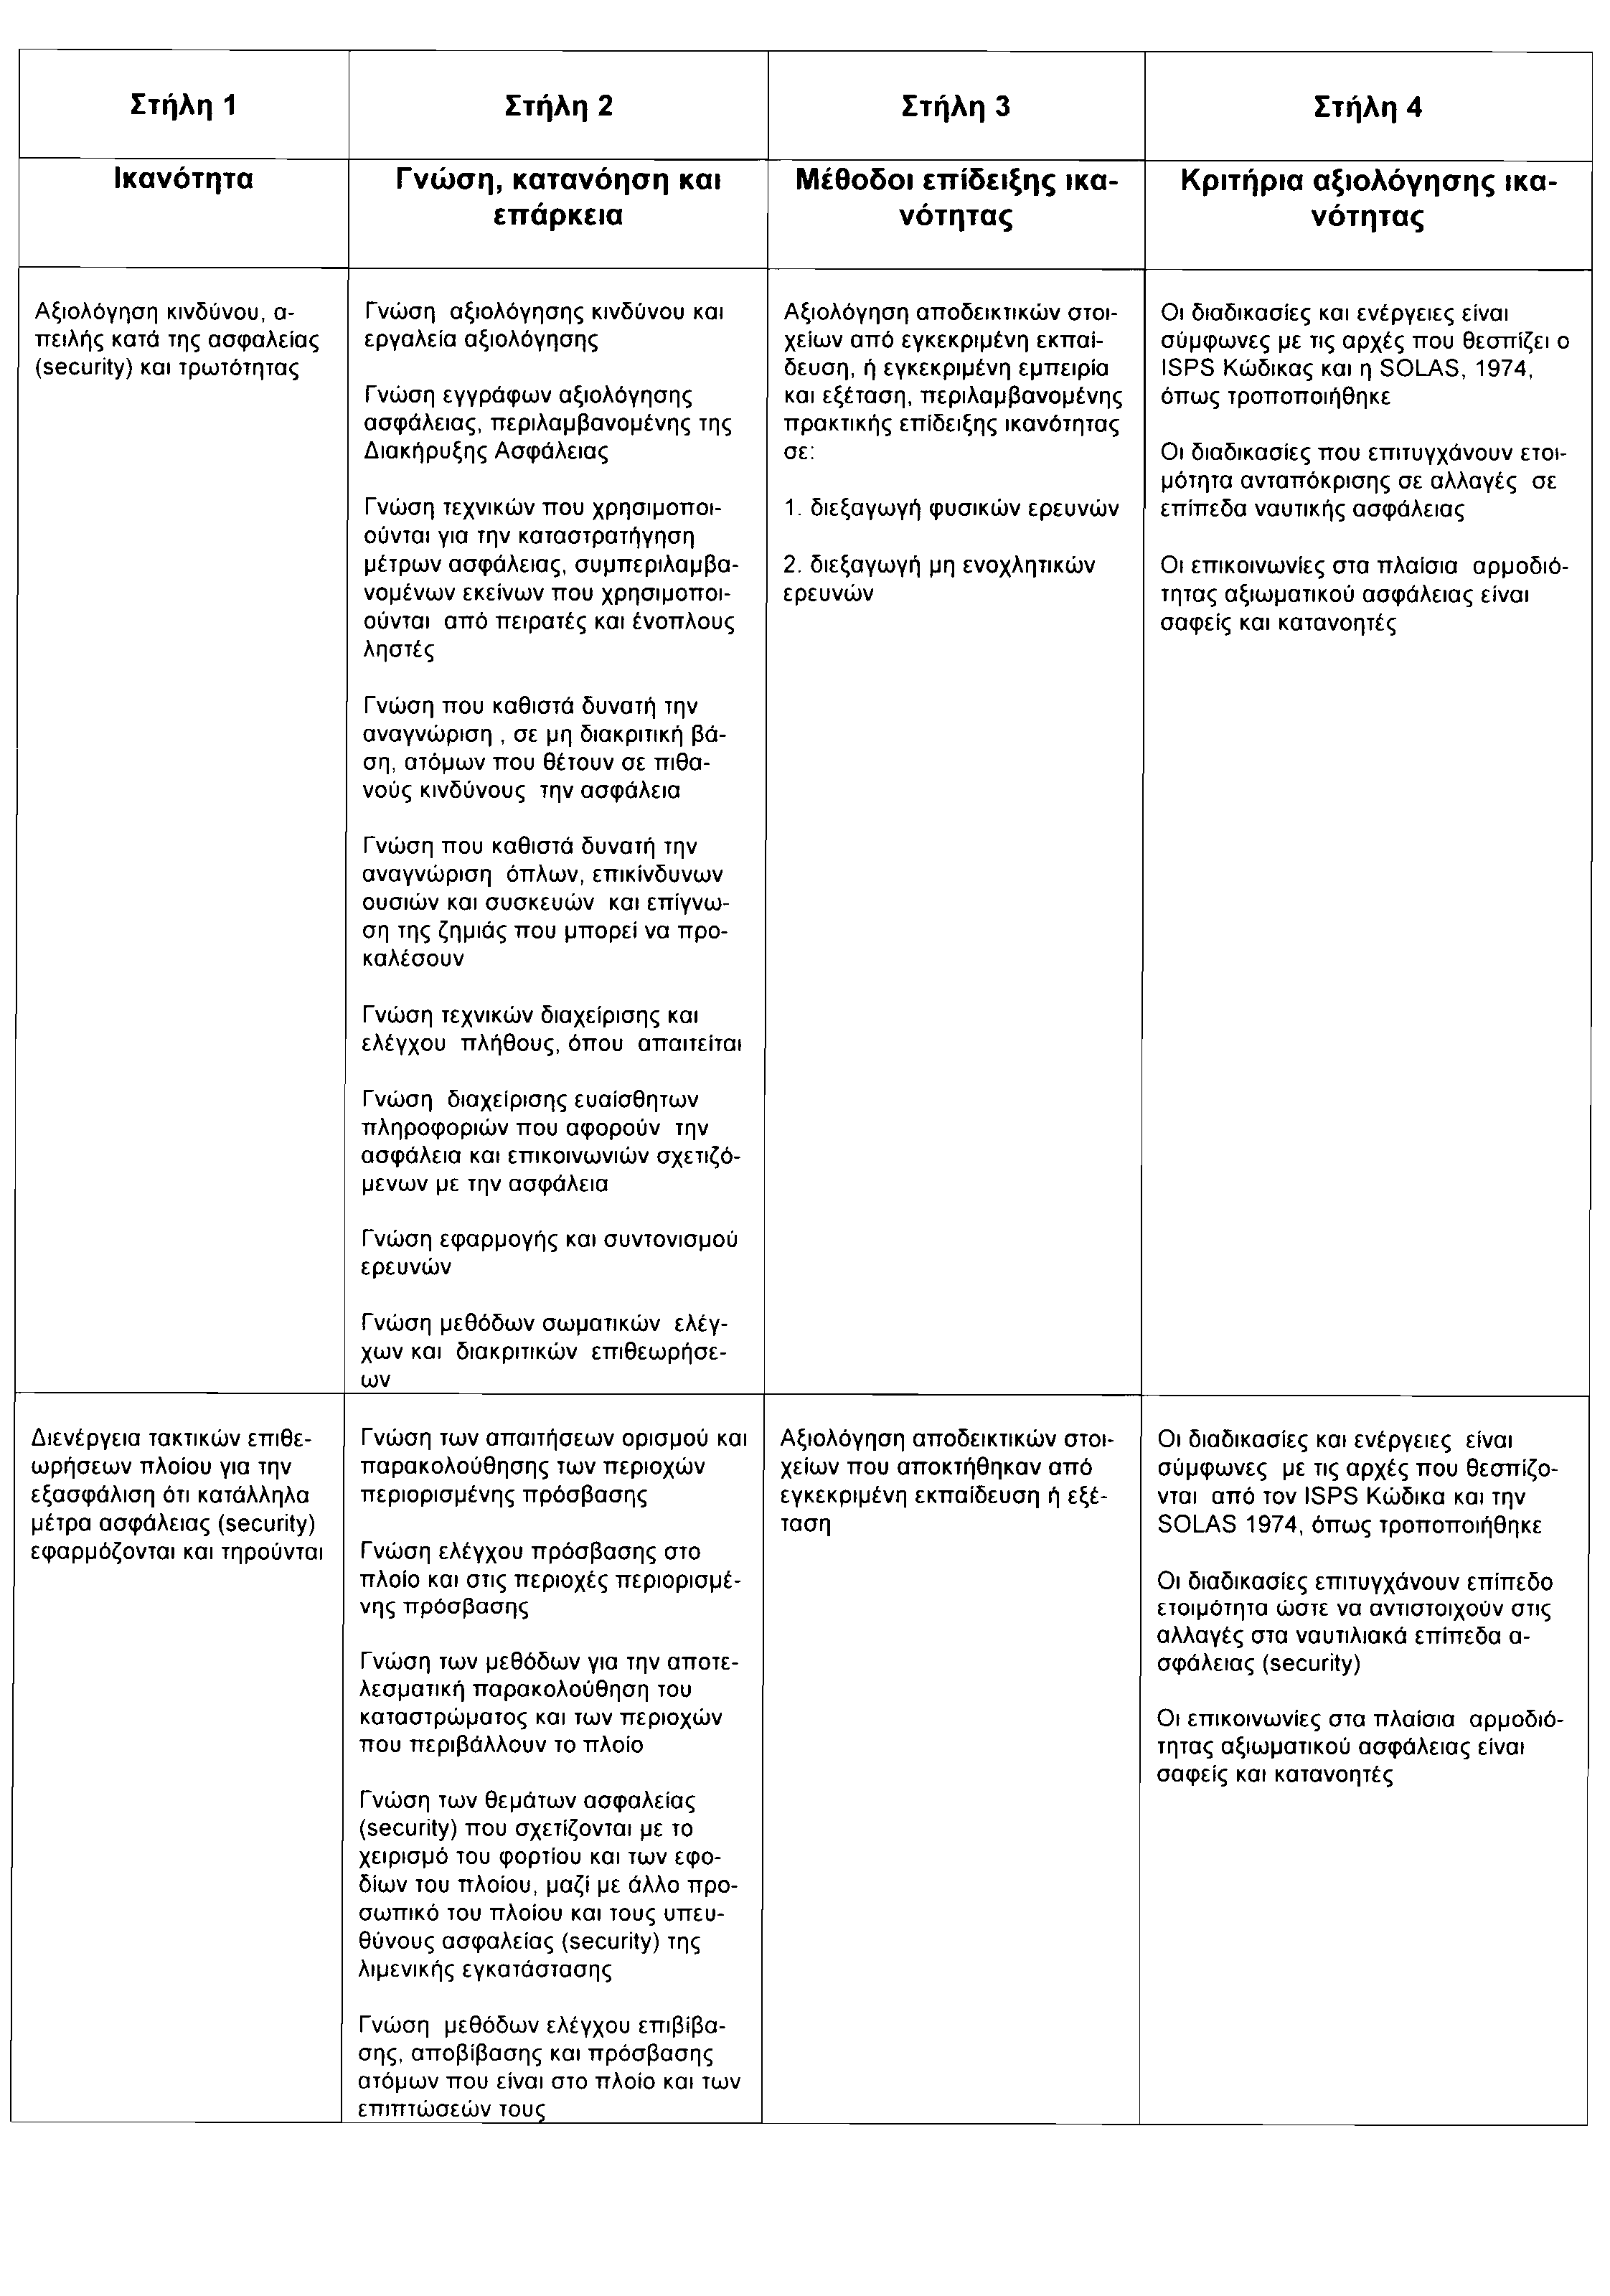 Στήλη 1
Στήλη 2
Στήλη 3
Στήλη 4
Ικανότητα
Γνώση, κατανόηση και
επάρκεια
Μέθοδοι επίδειξης ικα-
νότητας
Κριτήρια αξιολόγησης ικα-
νότητας
Αξιολόγηση κινδύνου, α-
πειλής κατά της ασφαλείας
(security) και τρωτότητας
Γνώση αξιολόγησης κινδύνου και
εργαλεία αξιολόγησης
Γνώση εγγράφων αξιολόγησης
ασφάλειας, περιλαμβανομένης της
Διακήρυξης Ασφάλειας
Γνώση τεχνικών που χρησιμοποι-
ούνται για την καταστρατήγηση
μέτρων ασφάλειας, συμπεριλαμβα-
νομένων εκείνων που χρησιμοποι-
ούνται από πειρατές και ένοπλους
ληστές
Γνώση που καθιστά δυνατή την
αναγνώριση , σε μη διακριτική βά-
ση, ατόμων που θέτουν σε πιθα-
νούς κινδύνους την ασφάλεια
Γνώση που καθιστά δυνατή την
αναγνώριση όπλων, επικίνδυνων
ουσιών και συσκευών και επίγνω-
ση της ζημιάς που μπορεί να προ-
καλέσουν
Γνώση τεχνικών διαχείρισης και
ελέγχου πλήθους, όπου απαιτείται
Γνώση διαχείρισης ευαίσθητων
πληροφοριών που αφορούν την
ασφάλεια και επικοινωνιών σχετιζό-
μενων με την ασφάλεια
Γνώση εφαρμογής και συντονισμού
ερευνών
Γνώση μεθόδων σωματικών ελέγ-
χων και διακριτικών επιθεωρήσε-
ων
Αξιολόγηση αποδεικτικών στοι-
χείων από εγκεκριμένη εκπαί-
δευση, ή εγκεκριμένη εμπειρία
και εξέταση, περιλαμβανομένης
πρακτικής επίδειξης ικανότητας
σε:
1. διεξαγωγή φυσικών ερευνών
2. διεξαγωγή μη ενοχλητικών
ερευνών
Οι διαδικασίες και ενέργειες είναι
σύμφωνες με τις αρχές που θεσπίζει ο
ISPS Κώδικας και η SOLAS, 1974,
όπως τροποποιήθηκε
Οι διαδικασίες που επιτυγχάνουν ετοι-
μότητα ανταπόκρισης σε αλλαγές σε
επίπεδα ναυτικής ασφάλειας
Οι επικοινωνίες στα πλαίσια αρμοδιό-
τητας αξιωματικού ασφάλειας είναι
σαφείς και κατανοητές
Διενέργεια τακτικών επιθε-
ωρήσεων πλοίου για την
εξασφάλιση ότι κατάλληλα
μέτρα ασφάλειας (security)
εφαρμόζονται και τηρούνται
Γνώση των απαιτήσεων ορισμού και
παρακολούθησης των περιοχών
περιορισμένης πρόσβασης
Γνώση ελέγχου πρόσβασης στο
πλοίο και στις περιοχές περιορισμέ-
νης πρόσβασης
Γνώση των μεθόδων για την αποτε-
λεσματική παρακολούθηση του
καταστρώματος και των περιοχών
που περιβάλλουν το πλοίο
Γνώση των θεμάτων ασφαλείας
(security) που σχετίζονται με το
χειρισμό του φορτίου και των εφο-
δίων του πλοίου, μαζί με άλλο προ-
σωπικό του πλοίου και τους υπευ-
θύνους ασφαλείας (security) της
λιμενικής εγκατάστασης
Γνώση μεθόδων ελέγχου επιβίβα-
σης, αποβίβασης και πρόσβασης
ατόμων που είναι στο πλοίο και των
επιπτώσεών τους
Αξιολόγηση αποδεικτικών στοι-
χείων που αποκτήθηκαν από
εγκεκριμένη εκπαίδευση ή εξέ-
ταση
Οι διαδικασίες και ενέργειες είναι
σύμφωνες με τις αρχές που θεσπίζο-
νται από τον ISPS Κώδικα και την
SOLAS 1974, όπως τροποποιήθηκε
Οι διαδικασίες επιτυγχάνουν επίπεδο
ετοιμότητα ώστε να αντιστοιχούν στις
αλλαγές στα ναυτιλιακά επίπεδα α-
σφάλειας (security)
Οι επικοινωνίες στα πλαίσια αρμοδιό-
τητας αξιωματικού ασφάλειας είναι
σαφείς και κατανοητές